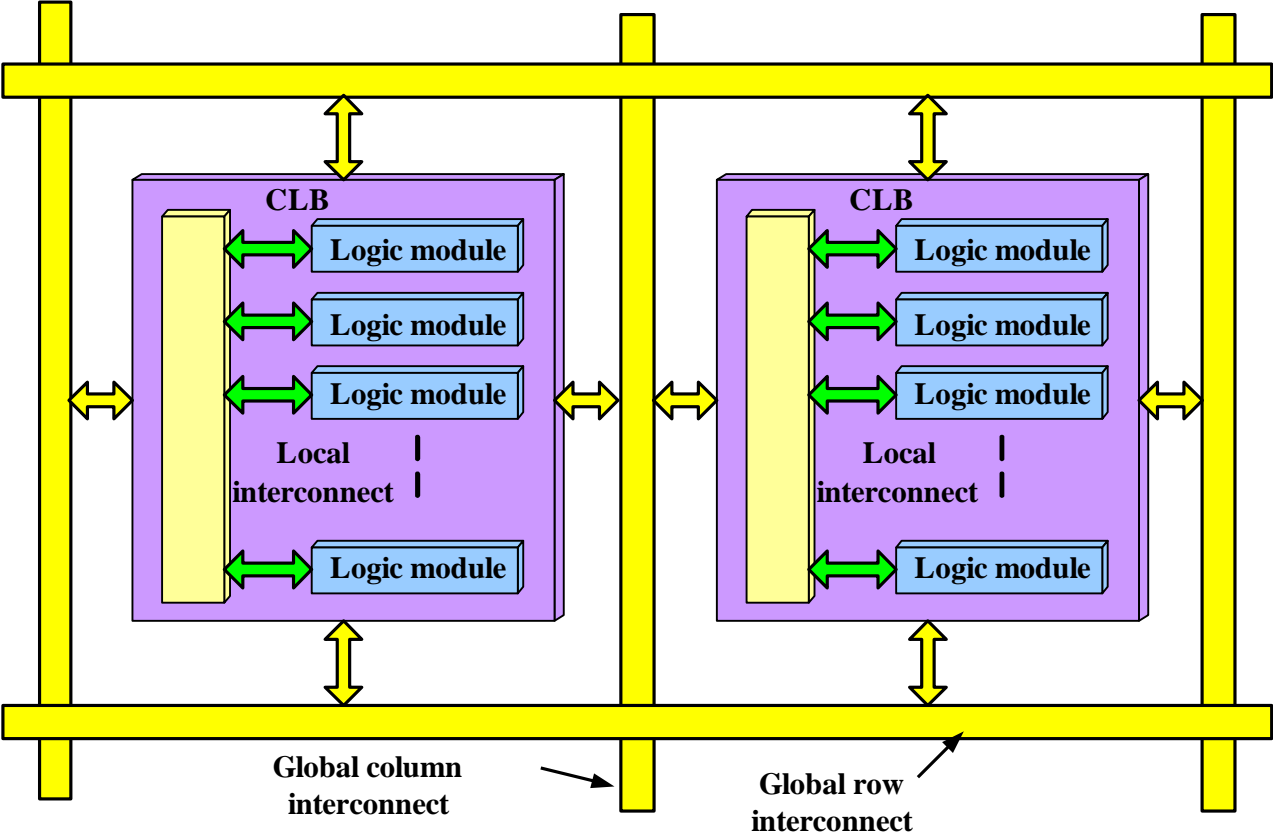 CLB
Logic module
Logic module
Logic module
Local
interconnect
Logic module
CLB
Logic module
Logic module
Logic module
Local
interconnect
Logic module
Global column
interconnect
Global row
interconnect